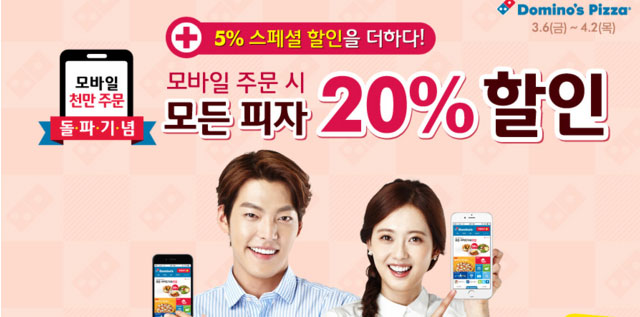 Domino's Pizza®
3.6(금) ~ 4.2(목)
5% 스페셜 할인을 더하다!
모바일
천만 주문
돌·파·기·념
모바일 주문 시
모든 피자 20% 할인
Domino's
Domino's